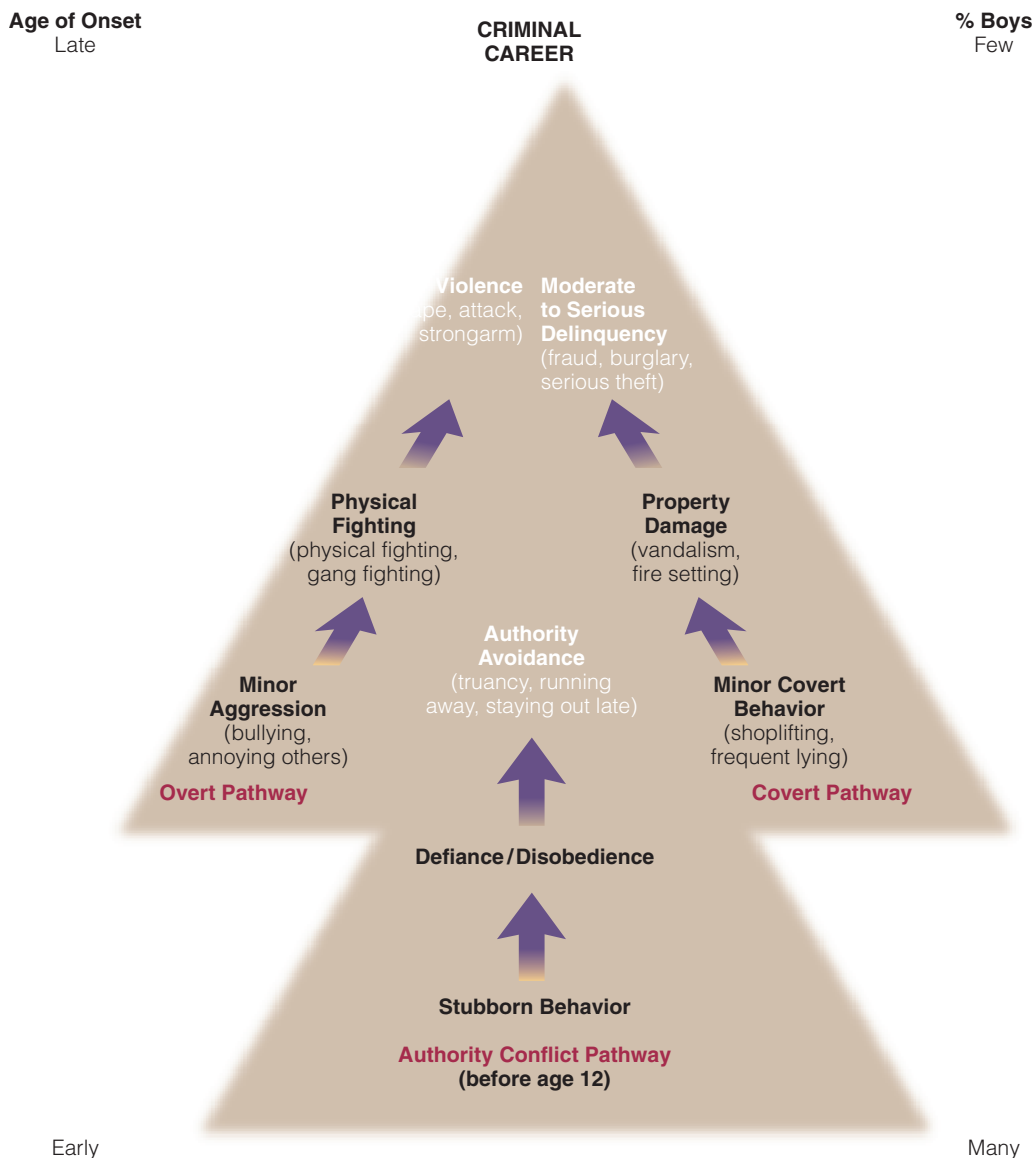 Age of Onset
Late
CRIMINAL
CAREER
% Boys
Few
Violence
attack,
strongarm)
Moderate
to Serious
Delinquency
(fraud, burglary,
serious theft)
Physical
Fighting
(physical fighting,
gang fighting)
Property
Damage
(vandalism,
fire setting)
Authority
Avoidance
(truancy, running
away, staying out late)
Minor
Aggression
(bullying,
annoying others)
Overt Pathway
Minor Covert
Behavior
(shoplifting,
frequent lying)
Covert Pathway
Defiance/Disobedience
Stubborn Behavior
Authority Conflict Pathway
(before age 12)
Early
Many